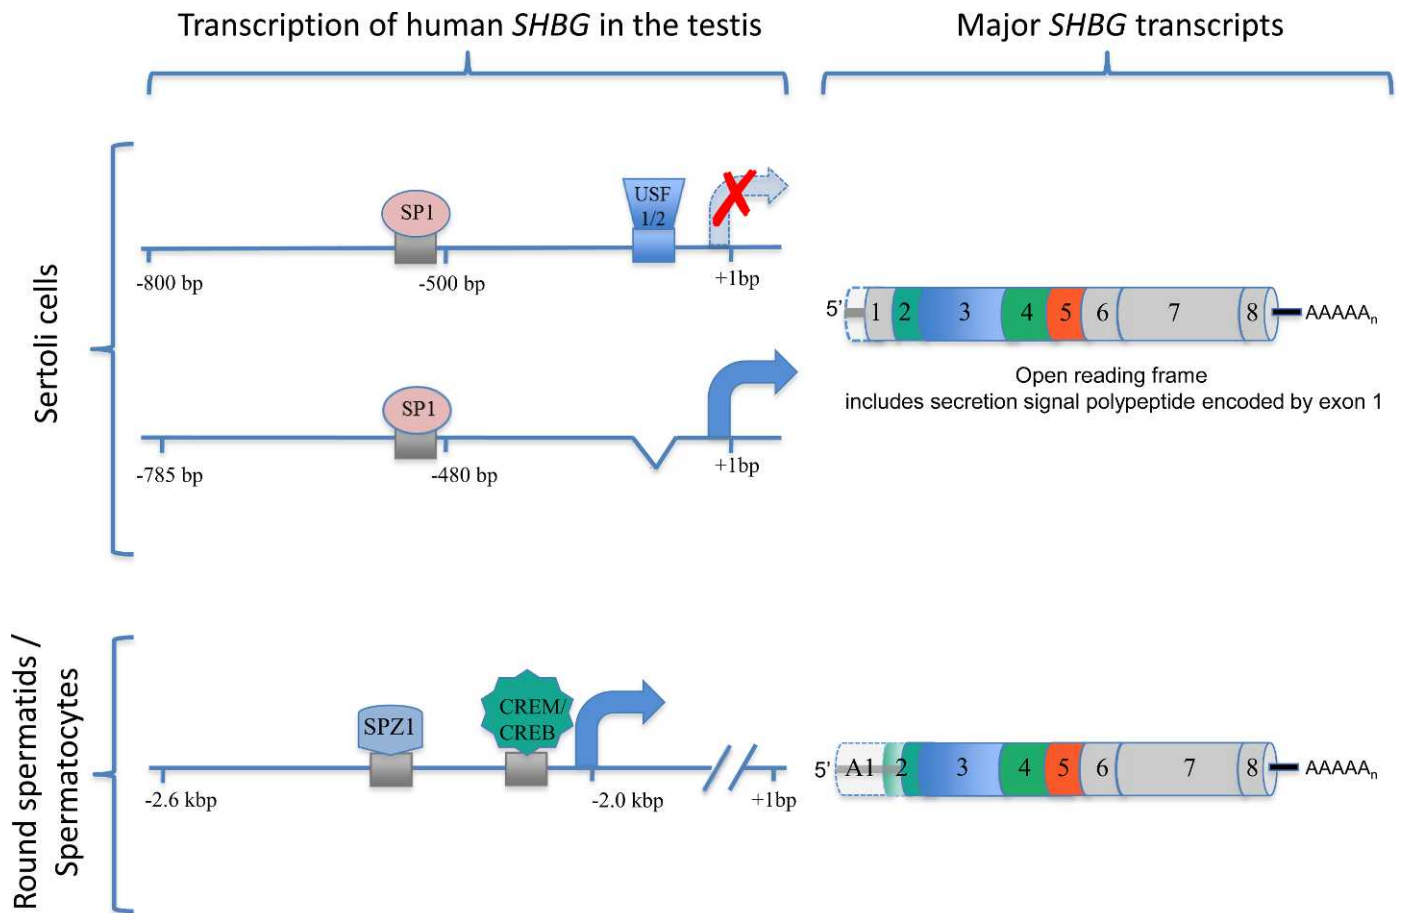 Transcription of human SHBG in the testis
Major SHBG transcripts
Sertoli cells
SP1
USF
1/2
-800 bp
-500 bp
+1bp
5’
1
2
3
4
5
6
7
8
AAAAAn
Open reading frame
includes secretion signal polypeptide encoded by exon 1
SP1
-785 bp
-480 bp
+1bp
Round spermatids /
Spermatocytes
SPZ1
CREM/
CREB
-2.6 kbp
-2.0 kbp
+1bp
5’
A1
2
3
4
5
6
7
8
AAAAAn